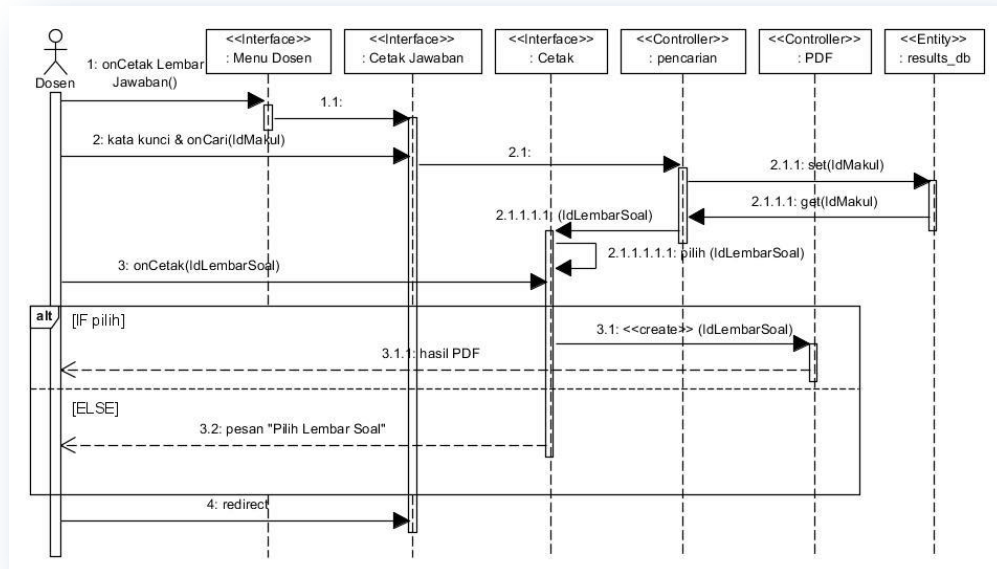 <<Interface>>
: Menu Dosen
<<Interface>>
: Cetak Jawaban
<<Interface>>
: Cetak
<<Controller>>
: pencarian
<<Controller>>
: PDF
<<Entity>>
: results_db
Dosen
1: onCetak Lembar
Jawaban()
1.1:
2: kata kunci & onCari(IdMakul)
2.1:
2.1.1: set(IdMakul)
2.1.1.1: get(IdMakul)
2.1.1.1.1: (IdLembarSoal)
2.1.1.1.1.1: pilih (IdLembarSoal)
3: onCetak(IdLembarSoal)
alt
[IF pilih]
3.1: <<create>> (IdLembarSoal)
3.1.1: hasil PDF
[ELSE]
3.2: pesan "Pilih Lembar Soal"
4: redirect